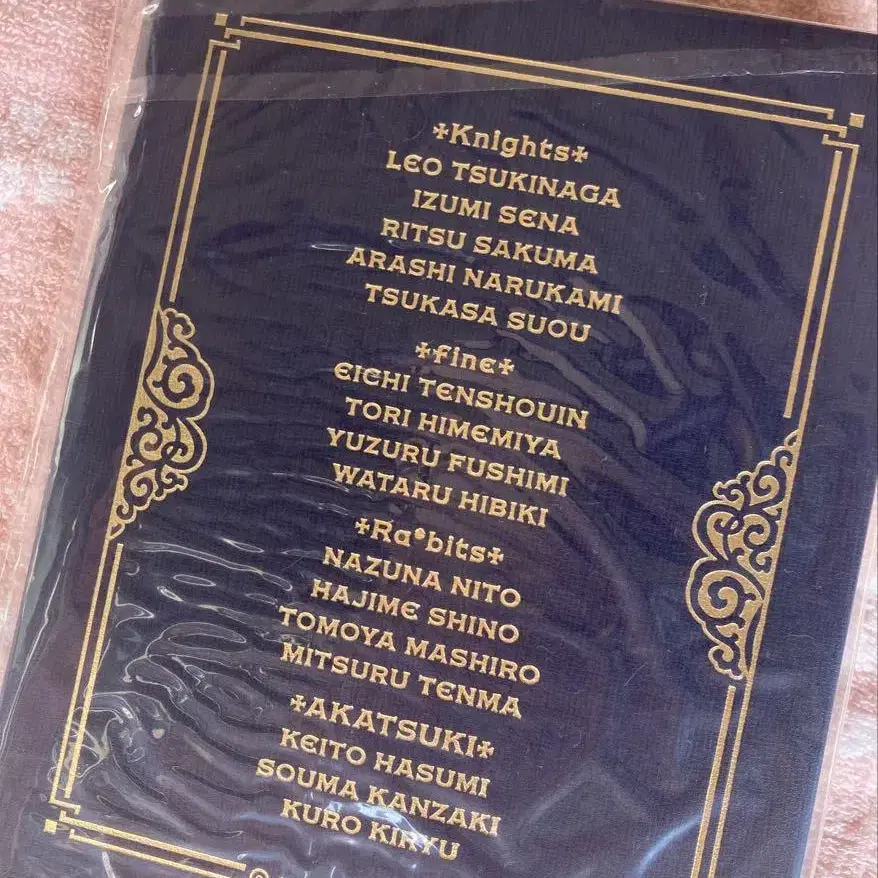 ✢Knights✢
LEO TSUKINAGA
IZUMI SENA
RITSU SAKUMA
ARASHI NARUKAMI
TSUKASA SUOU
✢fine✢
EICHI TENSHOUIN
TORI HIMEMIYA
YUZURU FUSHIMI
WATARU HIBIKI
✢Ra*bits✢
NAZUNA NITO
HAJIME SHINO
TOMOYA MASHIRO
MITSURU TENMA
✢AKATSUKI✢
KEITO HASUMI
SOUMA KANZAKI
KURO KIRYU